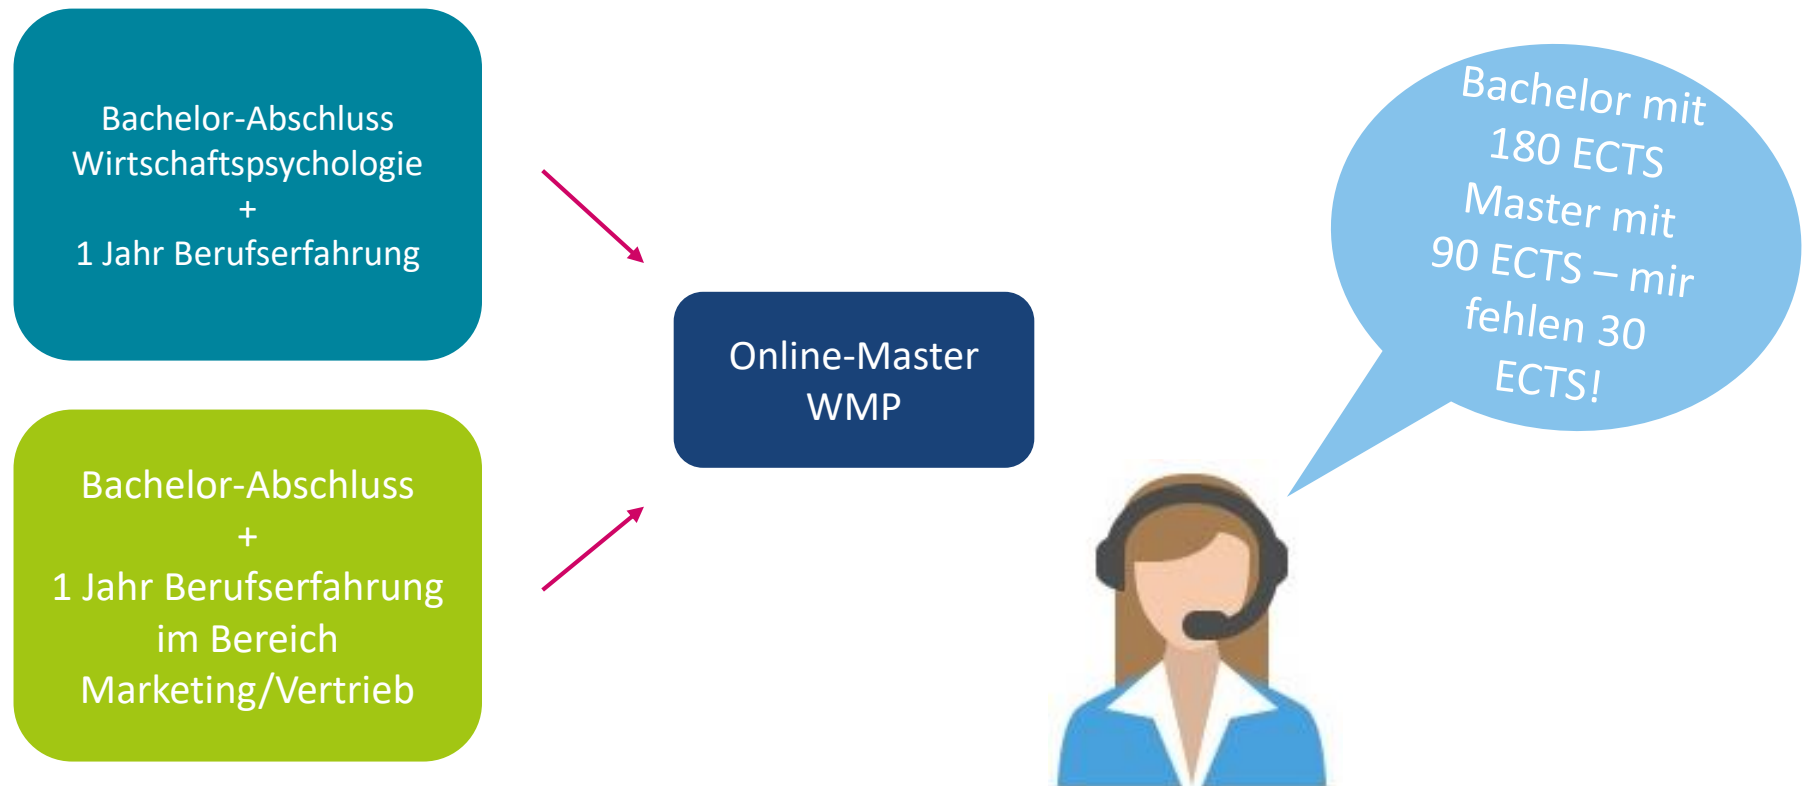 Bachelor-Abschluss
Wirtschaftspsychologie
+
1 Jahr Berufserfahrung
Bachelor-Abschluss
+
1 Jahr Berufserfahrung
im Bereich
Marketing/Vertrieb
Online-Master
WMP
Bachelor mit
180 ECTS
Master mit
90 ECTS – mir
fehlen 30
ECTS!